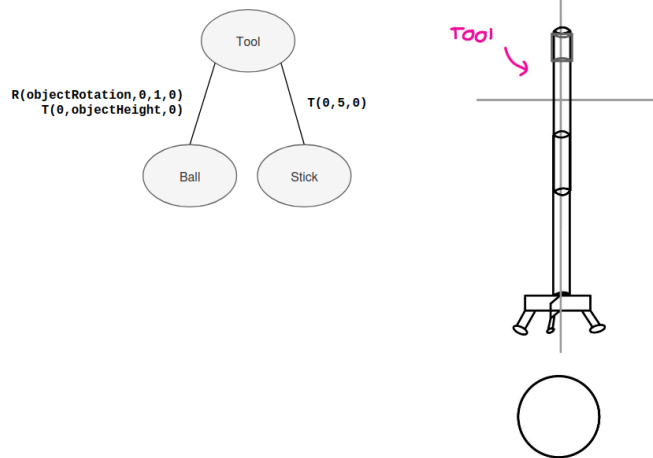 Tool
TOOl
R(objectRotation,0,1,0)
T(0,objectHeight,0)
T(0,5,0)
Ball
Stick